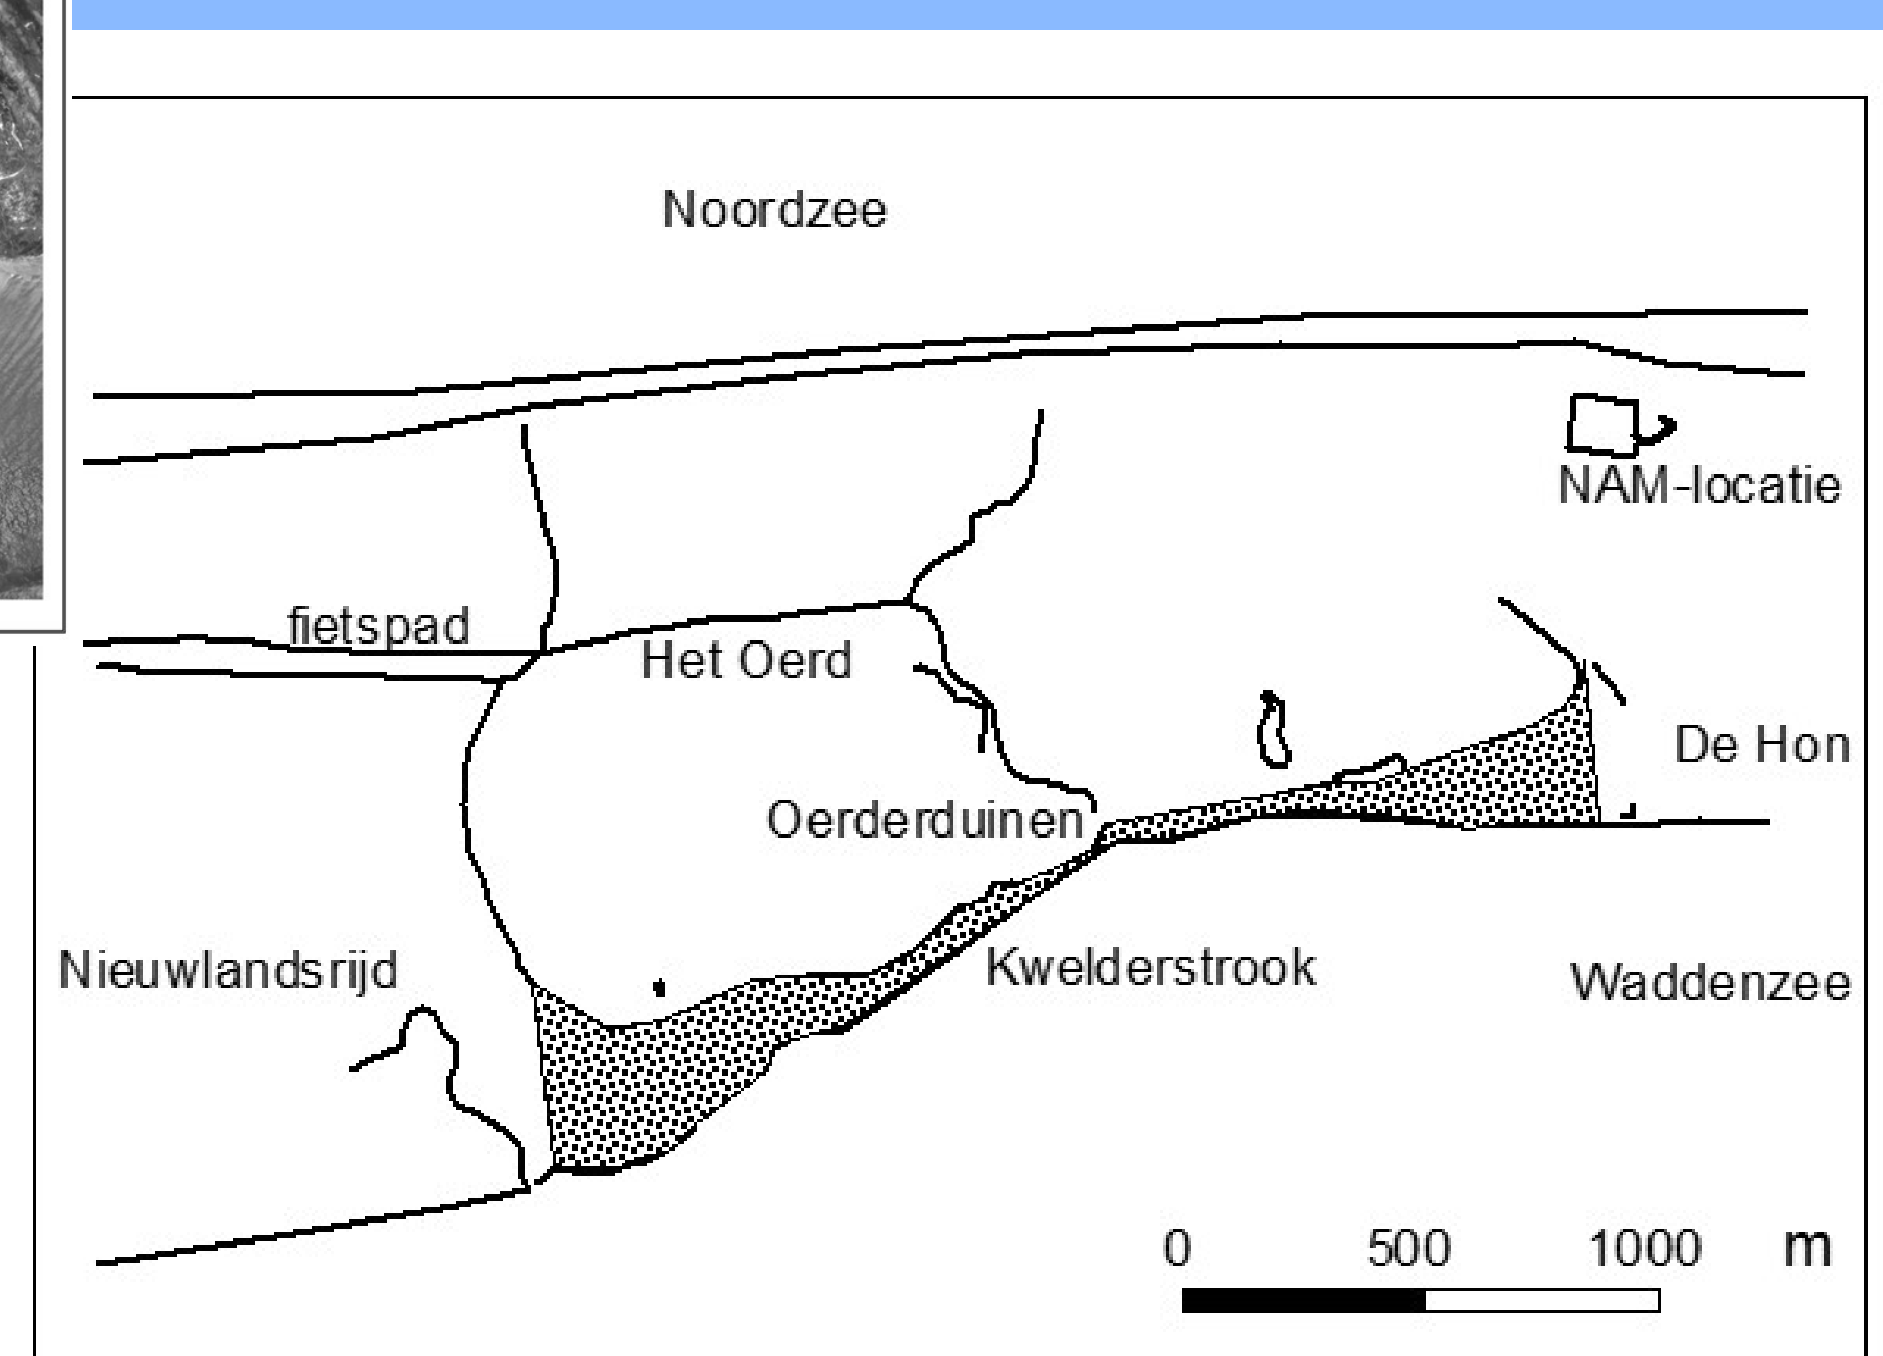 Noordzee
NAM-locatie
fietspad
Het Oerd
De Hon
Oerderduinen
Nieuwlandsrijd
Kwelderstrook
Waddenzee
0 500 1000 m